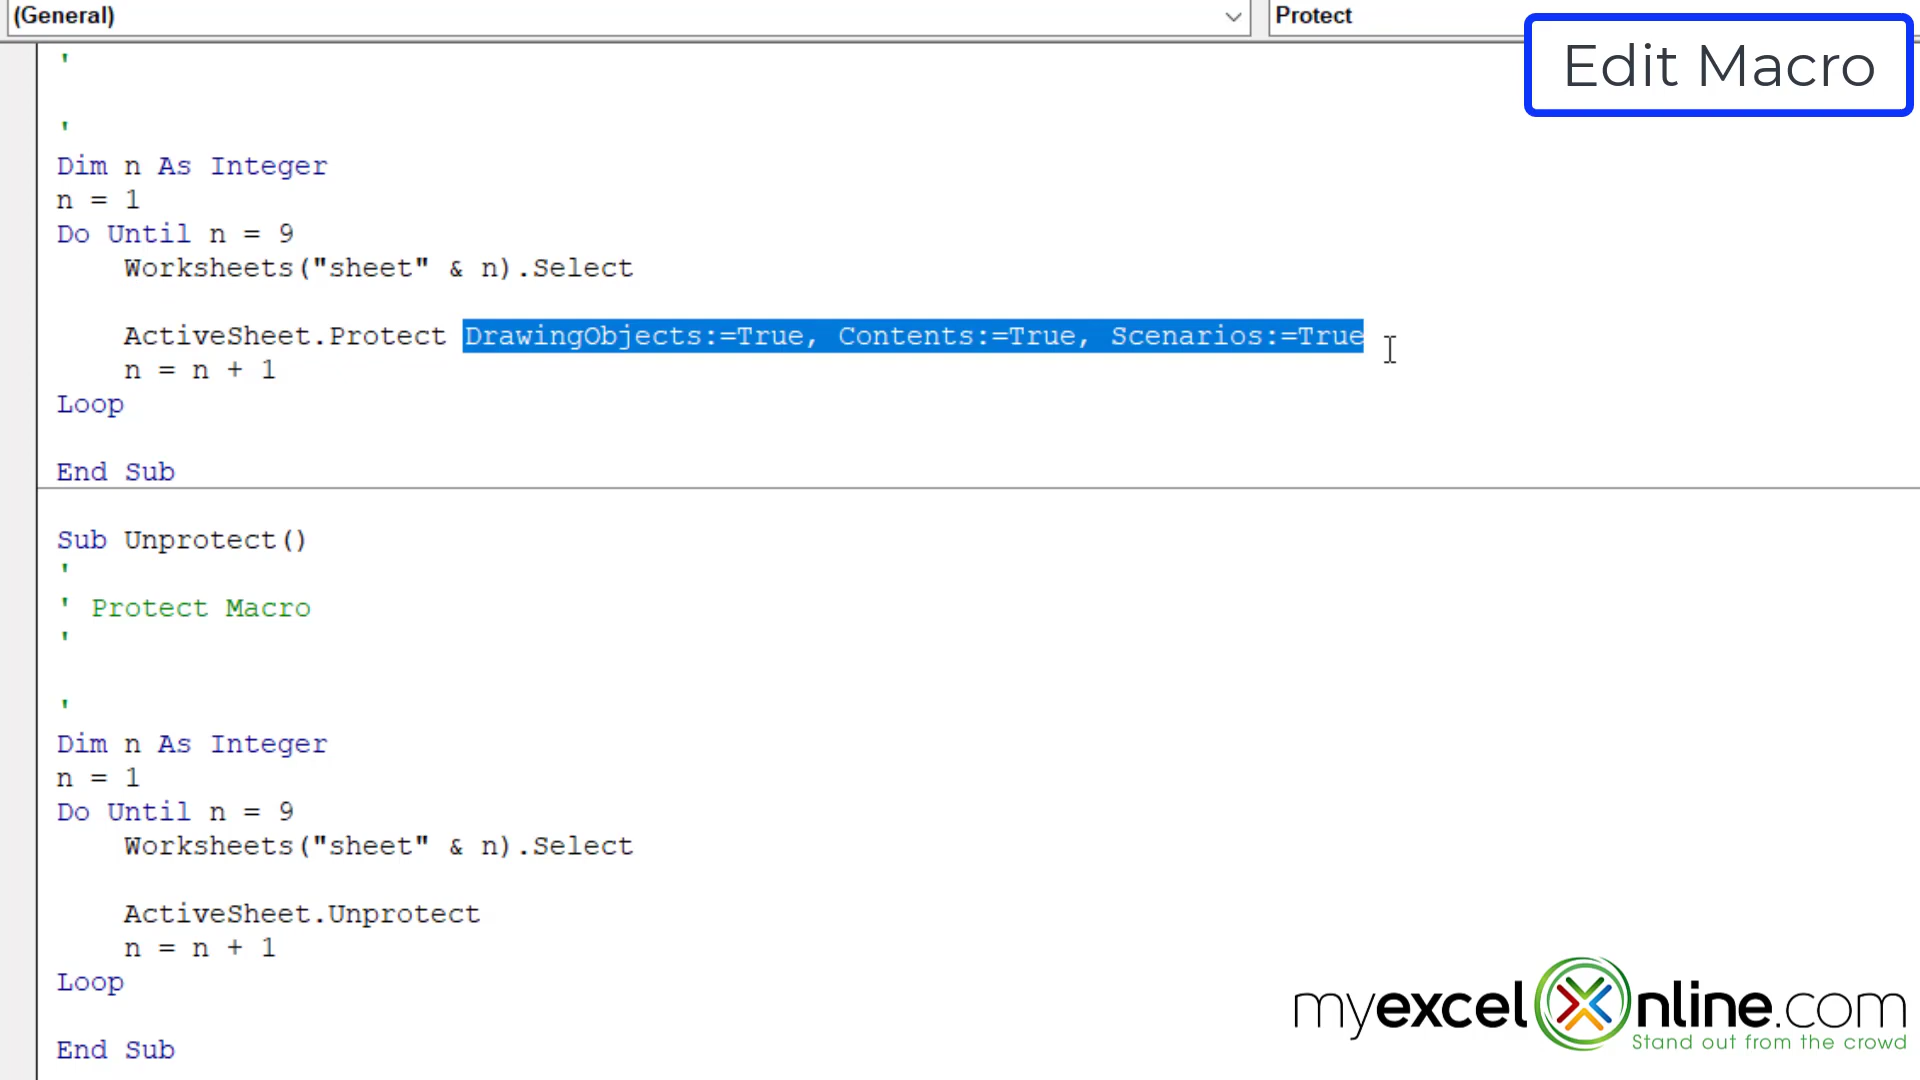 (General)
Protect
Edit Macro
'
'
Dim n As Integer
n = 1
Do Until n = 9
Worksheets("sheet" & n).Select
ActiveSheet.Protect DrawingObjects:=True, Contents:=True, Scenarios:=True
n = n + 1
Loop
End Sub
Sub Unprotect()
'
' Protect Macro
'
'
Dim n As Integer
n = 1
Do Until n = 9
Worksheets("sheet" & n).Select
ActiveSheet.Unprotect
n = n + 1
Loop
End Sub
myexcelOnline.com
Stand out from the crowd